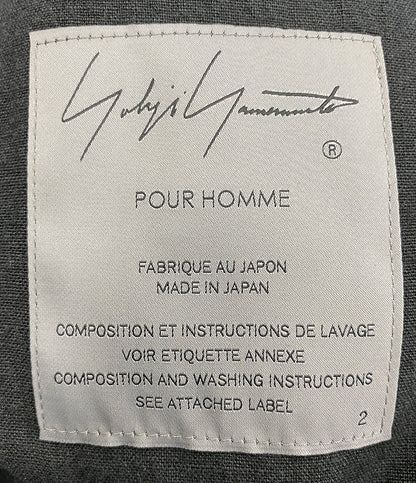 Yohji Yamamoto
®
POUR HOMME
FABRIQUE AU JAPON
MADE IN JAPAN
COMPOSITION ET INSTRUCTIONS DE LAVAGE
VOIR ETIQUETTE ANNEXE
COMPOSITION AND WASHING INSTRUCTIONS
SEE ATTACHED LABEL
2